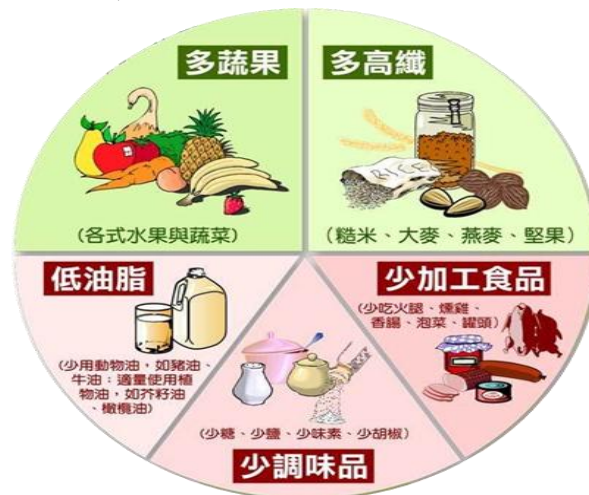 多蔬果
多高纖
(各式水果與蔬菜)
(糙米、大麥、燕麥、堅果)
低油脂
(少用動物油,如豬油、
牛油:適量使用植
物油,如芥籽油
、橄欖油)
少加工食品
(少吃火腿、燻雞、
香腸、泡菜、罐頭)
(少糖、少鹽、少味素、少胡椒)
少調味品
RICE